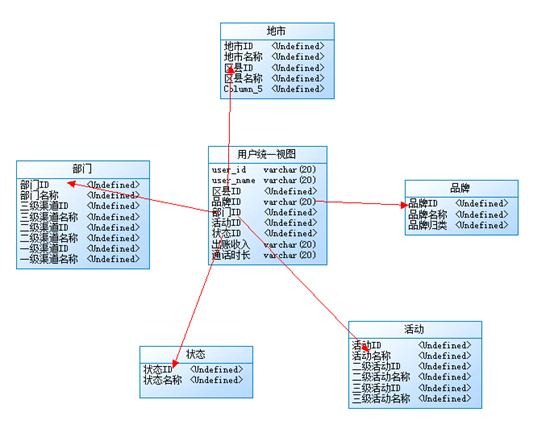 地市
地市ID <Undefined>
地市名称 <Undefined>
区县ID <Undefined>
区县名称 <Undefined>
Column_5 <Undefined>
用户统一视图
user_id varchar(20)
user_name varchar(20)
区县ID <Undefined>
品牌ID varchar(20)
部门ID <Undefined>
活动ID <Undefined>
状态ID <Undefined>
出账收入 varchar(20)
通话时长 varchar(20)
部门
部门ID <Undefined>
部门名称 <Undefined>
三级渠道ID <Undefined>
三级渠道名称 <Undefined>
二级渠道ID <Undefined>
二级渠道名称 <Undefined>
一级渠道ID <Undefined>
一级渠道名称 <Undefined>
品牌
品牌ID <Undefined>
品牌名称 <Undefined>
品牌归类 <Undefined>
状态
状态ID <Undefined>
状态名称 <Undefined>
活动
活动ID <Undefined>
活动名称 <Undefined>
二级活动ID <Undefined>
二级活动名称 <Undefined>
三级活动ID <Undefined>
三级活动名称 <Undefined>